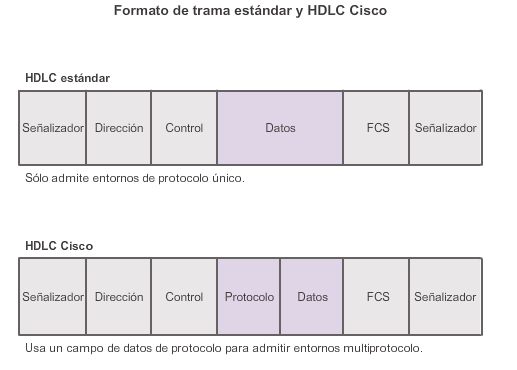 Formato de trama estándar y HDLC Cisco
HDLC estándar
Señalizador Dirección Control Datos FCS Señalizador
Sólo admite entornos de protocolo único.
HDLC Cisco
Señalizador Dirección Control Protocolo Datos FCS Señalizador
Usa un campo de datos de protocolo para admitir entornos multiprotocolo.